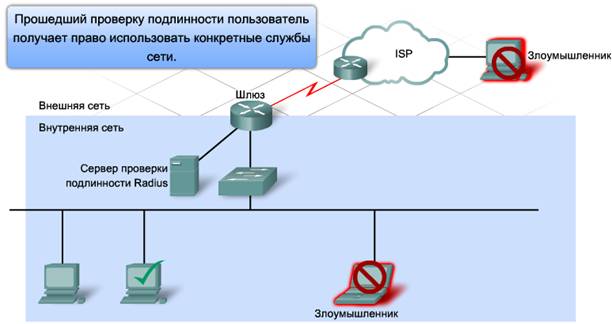 Прошедший проверку подлинности пользователь
получает право использовать конкретные службы
сети.
ISP
Злоумышленник
Шлюз
Внешняя сеть
Внутренняя сеть
Сервер проверки
подлинности Radius
Злоумышленник